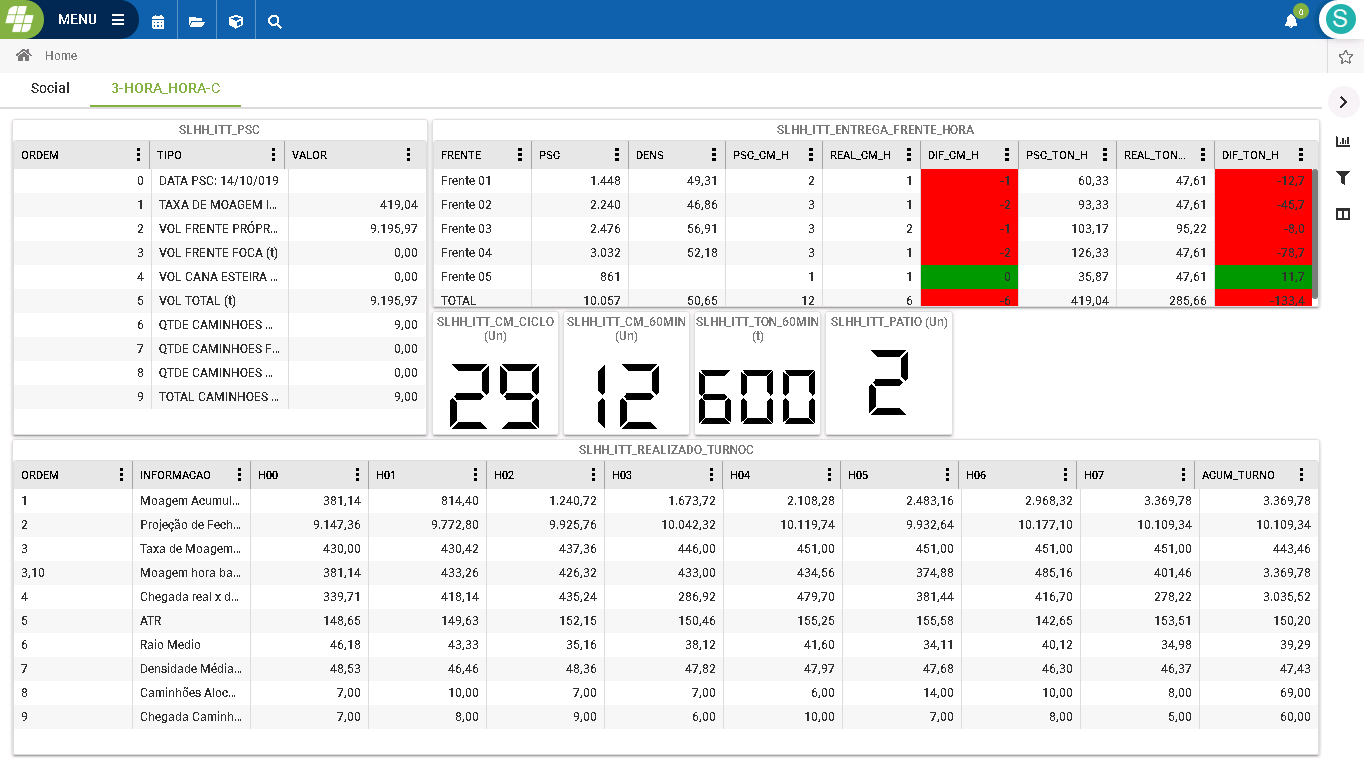 MENU
0
S
Home
Social 3-HORA_HORA-C
SLHH_ITT_PSC
ORDEM TIPO VALOR
0 DATA PSC: 14/10/019
1 TAXA DE MOAGEM I... 419,04
2 VOL FRENTE PRÓPR... 9.195,97
3 VOL FRENTE FOCA (t) 0,00
4 VOL CANA ESTEIRA ... 0,00
5 VOL TOTAL (t) 9.195,97
6 QTDE CAMINHOES ... 9,00
7 QTDE CAMINHOES F... 0,00
8 QTDE CAMINHOES ... 0,00
9 TOTAL CAMINHOES ... 9,00
SLHH_ITT_ENTREGA_FRENTE_HORA
FRENTE PSC DENS PSC_CM_H REAL_CM_H DIF_CM_H PSC_TON_H REAL_TON... DIF_TON_H
Frente 01 1.448 49,31 2 1 -1 60,33 47,61 -12,7
Frente 02 2.240 46,86 3 1 -2 93,33 47,61 -45,7
Frente 03 2.476 56,91 3 2 -1 103,17 95,22 -8,0
Frente 04 3.032 52,18 3 1 -2 126,33 47,61 -78,7
Frente 05 861 1 1 0 35,87 47,61 11,7
TOTAL 10.057 50,65 12 6 -6 419,04 285,66 -133,4
SLHH_ITT_CM_CICLO
(Un)
29
SLHH_ITT_CM_60MIN
(Un)
12
SLHH_ITT_TON_60MIN
(t)
600
SLHH_ITT_PATIO (Un)
2
SLHH_ITT_REALIZADO_TURNOC
ORDEM INFORMACAO H00 H01 H02 H03 H04 H05 H06 H07 ACUM_TURNO
1 Moagem Acumul... 381,14 814,40 1.240,72 1.673,72 2.108,28 2.483,16 2.968,32 3.369,78 3.369,78
2 Projeção de Fech... 9.147,36 9.772,80 9.925,76 10.042,32 10.119,74 9.932,64 10.177,10 10.109,34 10.109,34
3 Taxa de Moagem... 430,00 430,42 437,36 446,00 451,00 451,00 451,00 451,00 443,46
3,10 Moagem hora ba... 381,14 433,26 426,32 433,00 434,56 374,88 485,16 401,46 3.369,78
4 Chegada real x d... 339,71 418,14 435,24 286,92 479,70 381,44 416,70 278,22 3.035,52
5 ATR 148,65 149,63 152,15 150,46 155,25 155,58 142,65 153,51 150,20
6 Raio Medio 46,18 43,33 35,16 38,12 41,60 34,11 40,12 34,98 39,29
7 Densidade Média... 48,53 46,46 48,36 47,82 47,97 47,68 46,30 46,37 47,43
8 Caminhões Aloc... 7,00 10,00 7,00 7,00 6,00 14,00 10,00 8,00 69,00
9 Chegada Caminh... 7,00 8,00 9,00 6,00 10,00 7,00 8,00 5,00 60,00